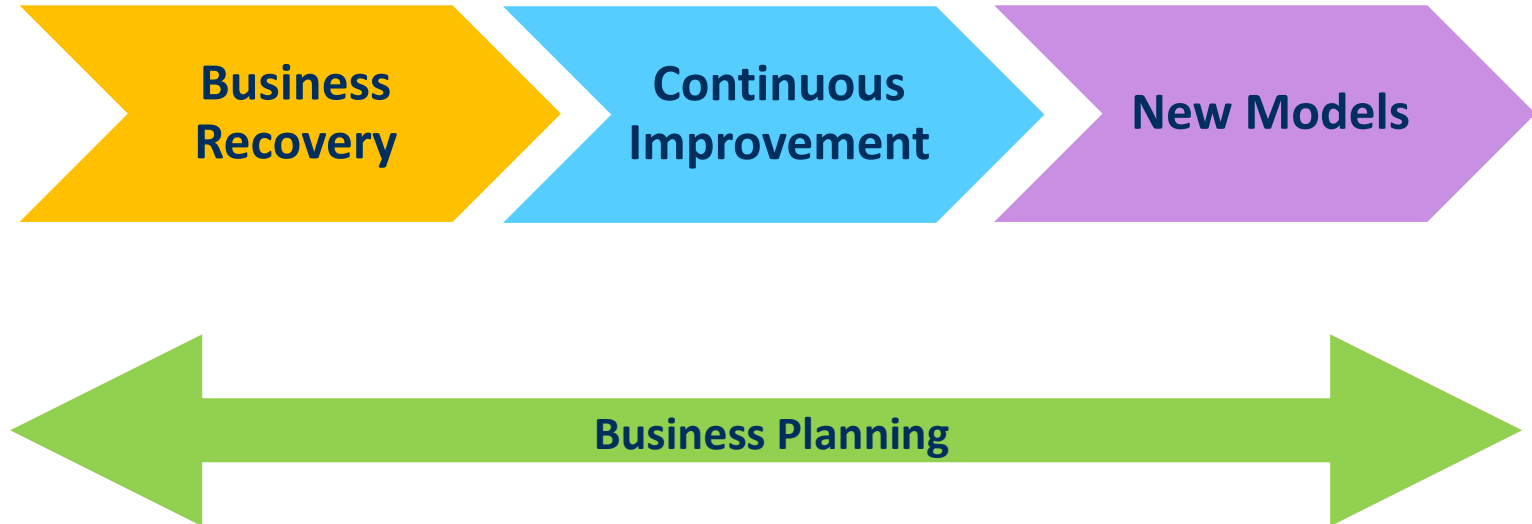 Business
Recovery
Continuous
Improvement
New Models
Business Planning